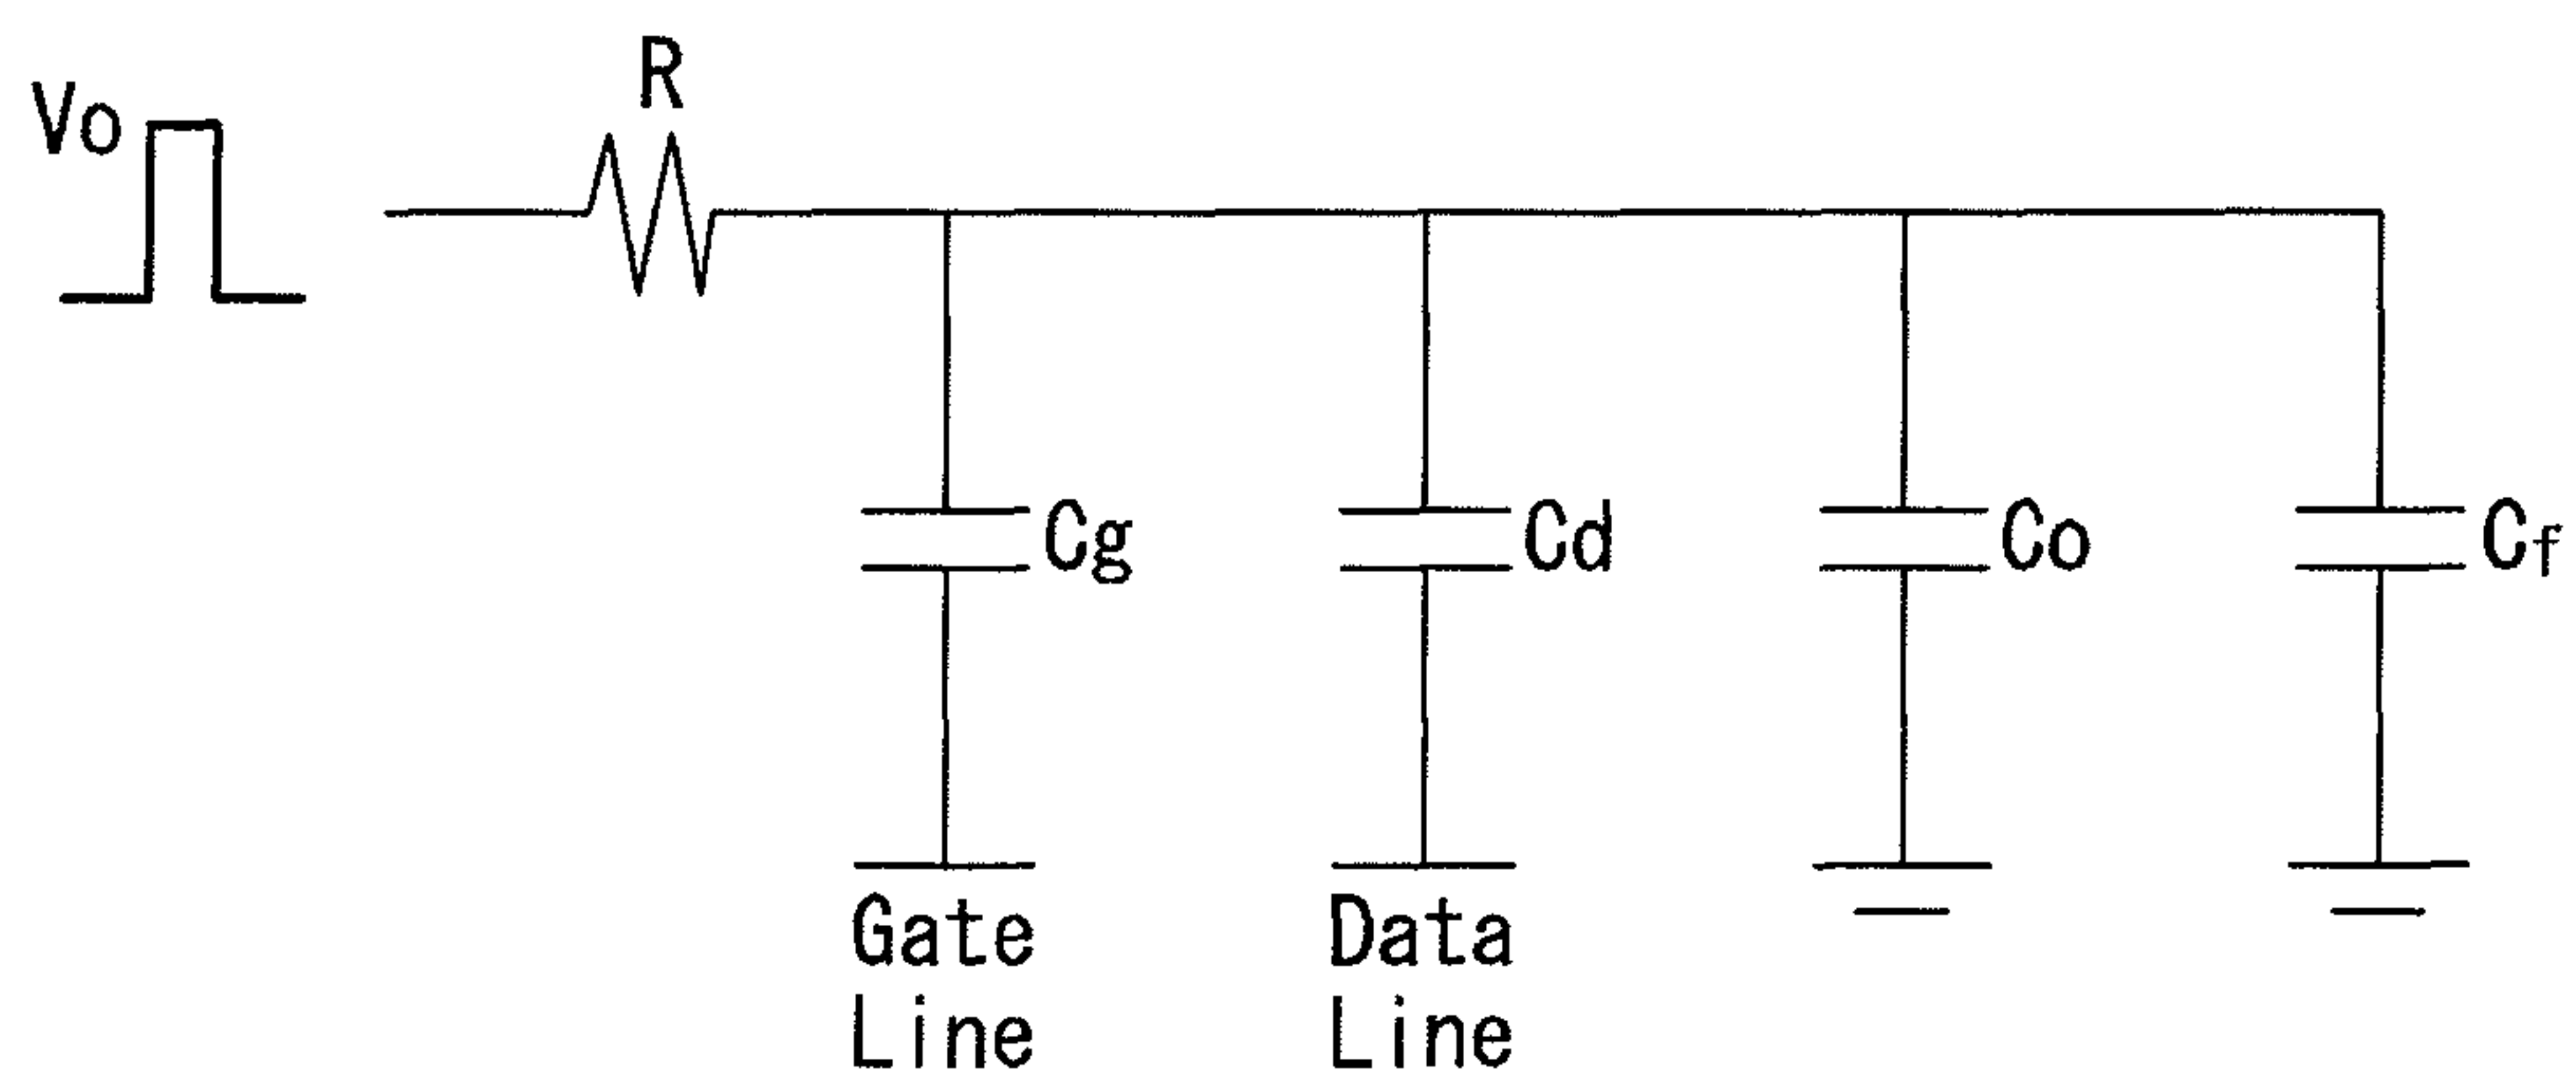 R
Vo
Cg
Cd
Co
Cf
Gate
Line
Data
Line